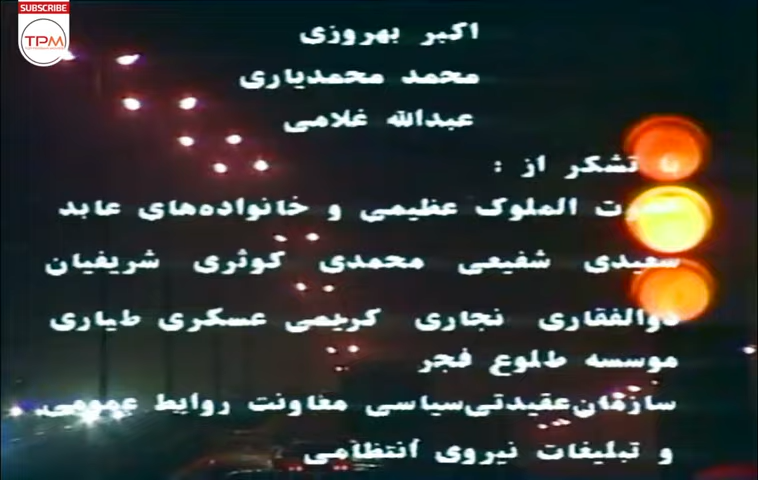 SUBSCRIBE
TPM
اکبر بهروزی
محمد محمدیاری
عبدالله غلامی
با تشکر از :
الملوک عظیمی و خانواده‌های عابد
سعیدی شفیعی محمدی کوثری شریفیان
ذوالفقاری نجاری کریمی عسکری طیاری
موسسه طلوع فجر
سازمان عقیدتی‌سیاسی معاونت روابط عمومی
و تبلیغات نیروی انتظامی